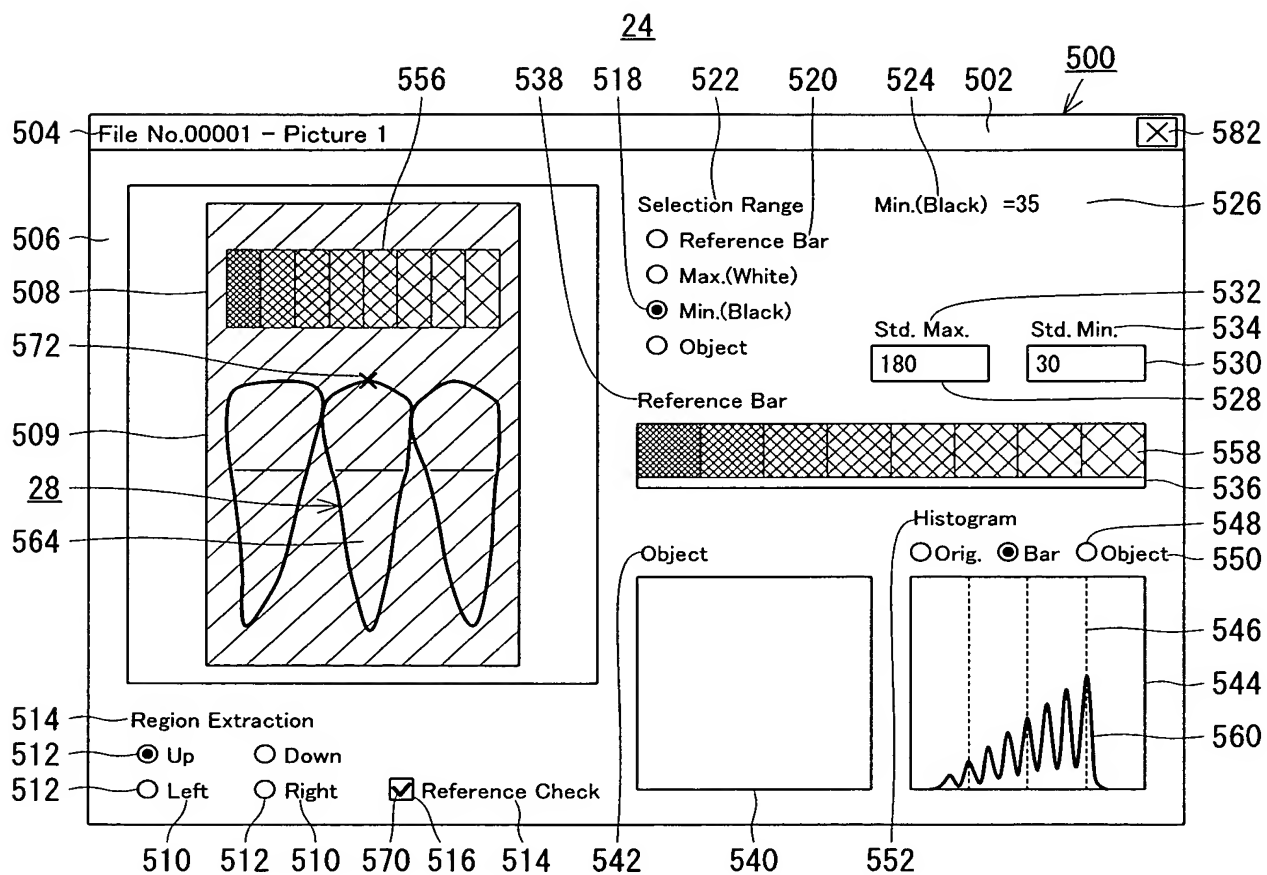 24
556 538 518 522 520 524 502 500
504 File No.00001 - Picture 1 582
Selection Range Min.(Black) =35 526
506 Reference Bar
508 Max.(White)
Min.(Black) 532
Std. Max. Std. Min. 534
572 Object 180 30 530
Reference Bar 528
509
558
28 536
Histogram 548
564 Object Orig. Bar Object 550
546
544
514 Region Extraction
512 Up Down 560
512 Left Right Reference Check
510 512 510 570 516 514 542 540 552